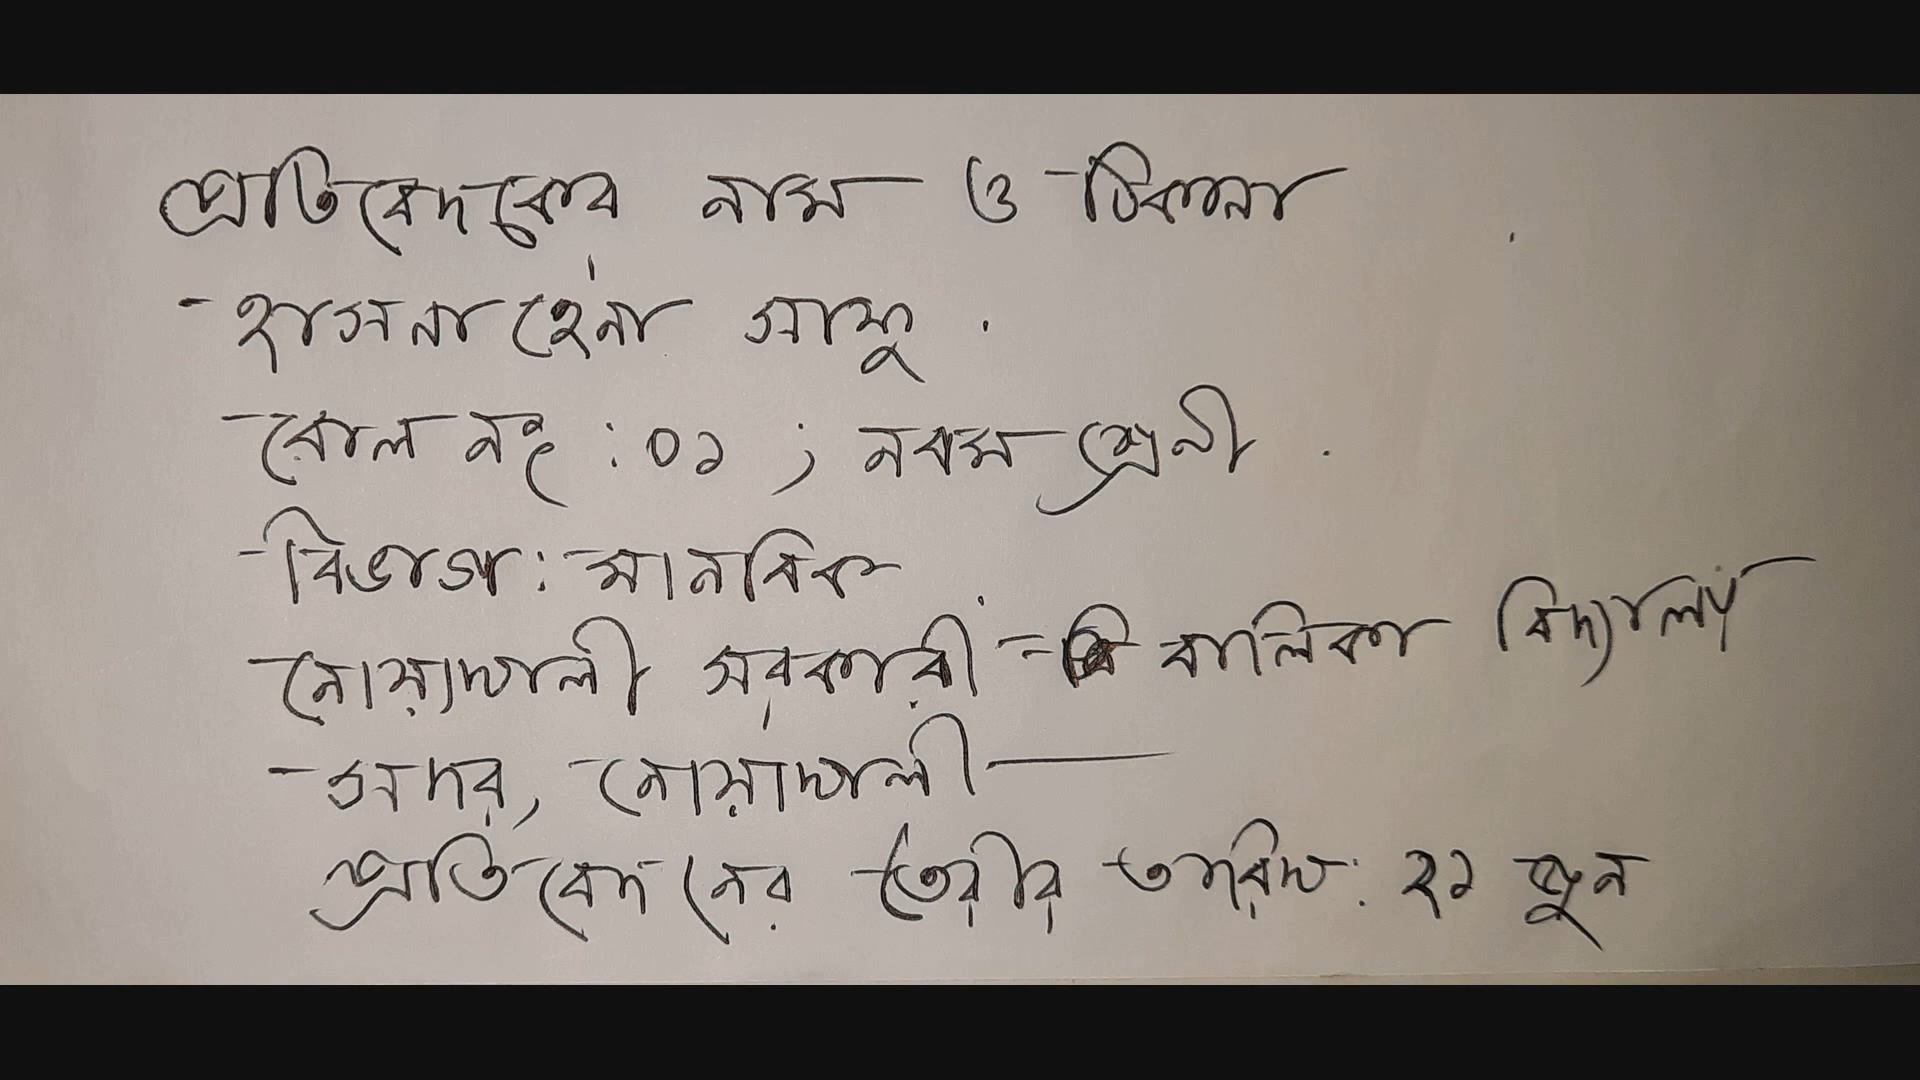 প্রতিবেদকের নাম ও ঠিকানা
হাসনাহেনা সাফু
রোল নং : ০১ ; নবম শ্রেনী
বিভাগ : মানবিক
নোয়াখালী সরকারী বালিকা বিদ্যালয়
সদর, নোয়াখালী
প্রতিবেদনের তৈরীর তারিখ : ২১ জুন